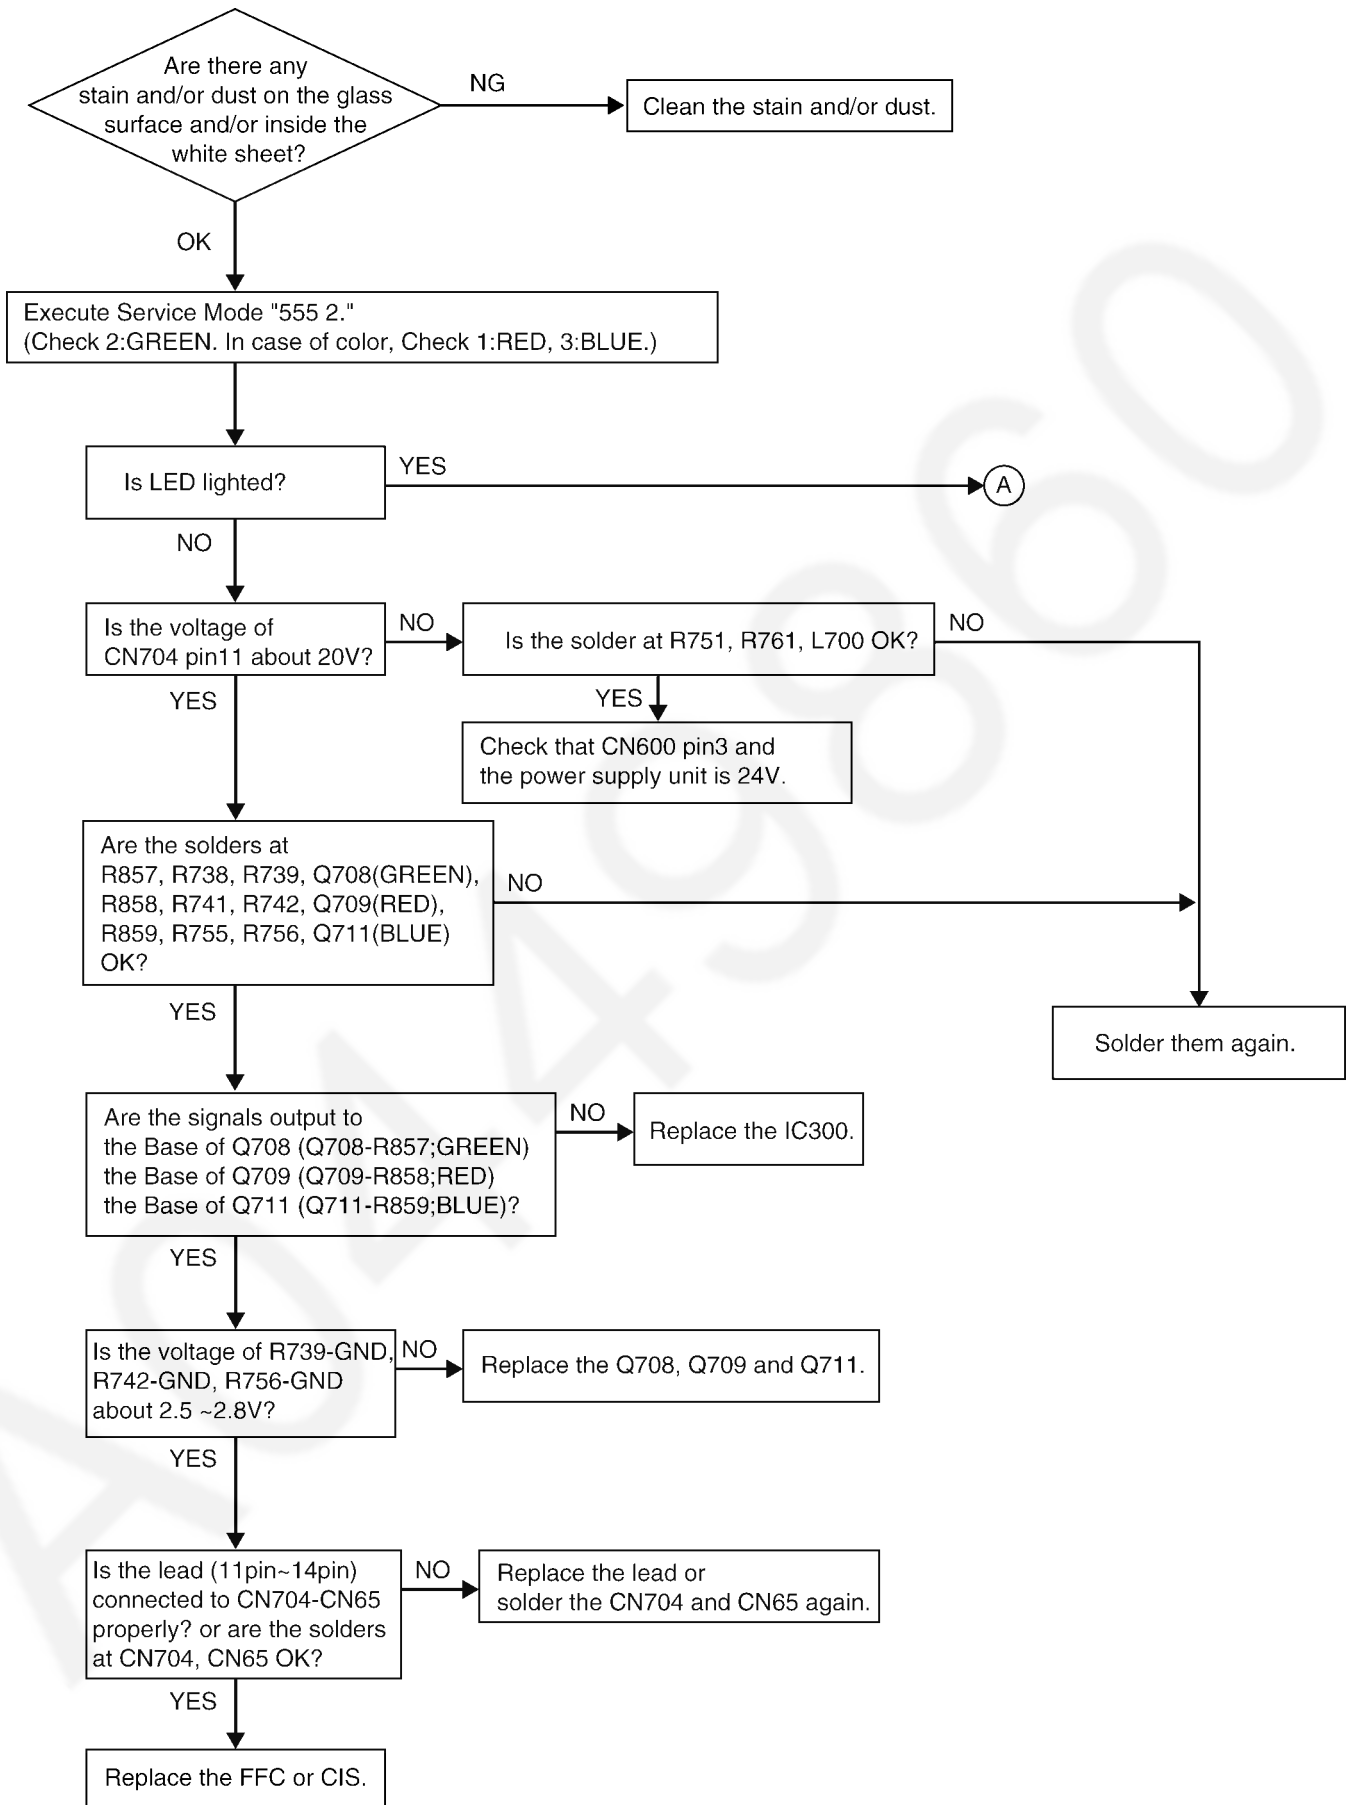 Are there any
stain and/or dust on the glass
surface and/or inside the
white sheet?
NG
Clean the stain and/or dust.
OK
Execute Service Mode "555 2."
(Check 2:GREEN. In case of color, Check 1:RED, 3:BLUE.)
Is LED lighted?
YES
A
NO
Is the voltage of
CN704 pin11 about 20V?
NO
Is the solder at R751, R761, L700 OK?
NO
YES
YES
Check that CN600 pin3 and
the power supply unit is 24V.
Are the solders at
R857, R738, R739, Q708(GREEN),
R858, R741, R742, Q709(RED),
R859, R755, R756, Q711(BLUE)
OK?
NO
YES
Solder them again.
Are the signals output to
the Base of Q708 (Q708-R857;GREEN)
the Base of Q709 (Q709-R858;RED)
the Base of Q711 (Q711-R859;BLUE)?
NO
Replace the IC300.
YES
Is the voltage of R739-GND,
R742-GND, R756-GND
about 2.5 ~2.8V?
NO
Replace the Q708, Q709 and Q711.
YES
Is the lead (11pin~14pin)
connected to CN704-CN65
properly? or are the solders
at CN704, CN65 OK?
NO
Replace the lead or
solder the CN704 and CN65 again.
YES
Replace the FFC or CIS.
A0449860